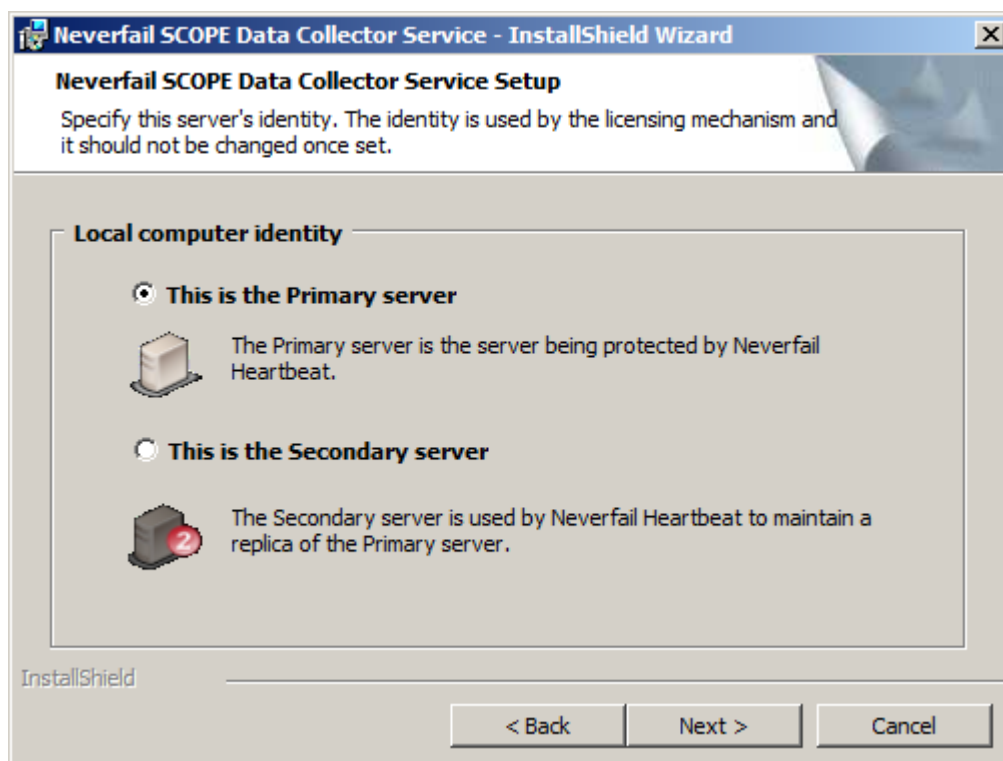 Neverfail SCOPE Data Collector Service - InstallShield Wizard
Neverfail SCOPE Data Collector Service Setup
Specify this server's identity. The identity is used by the licensing mechanism and
it should not be changed once set.
Local computer identity
This is the Primary server
The Primary server is the server being protected by Neverfail
Heartbeat.
This is the Secondary server
2
The Secondary server is used by Neverfail Heartbeat to maintain a
replica of the Primary server.
InstallShield
< Back
Next >
Cancel